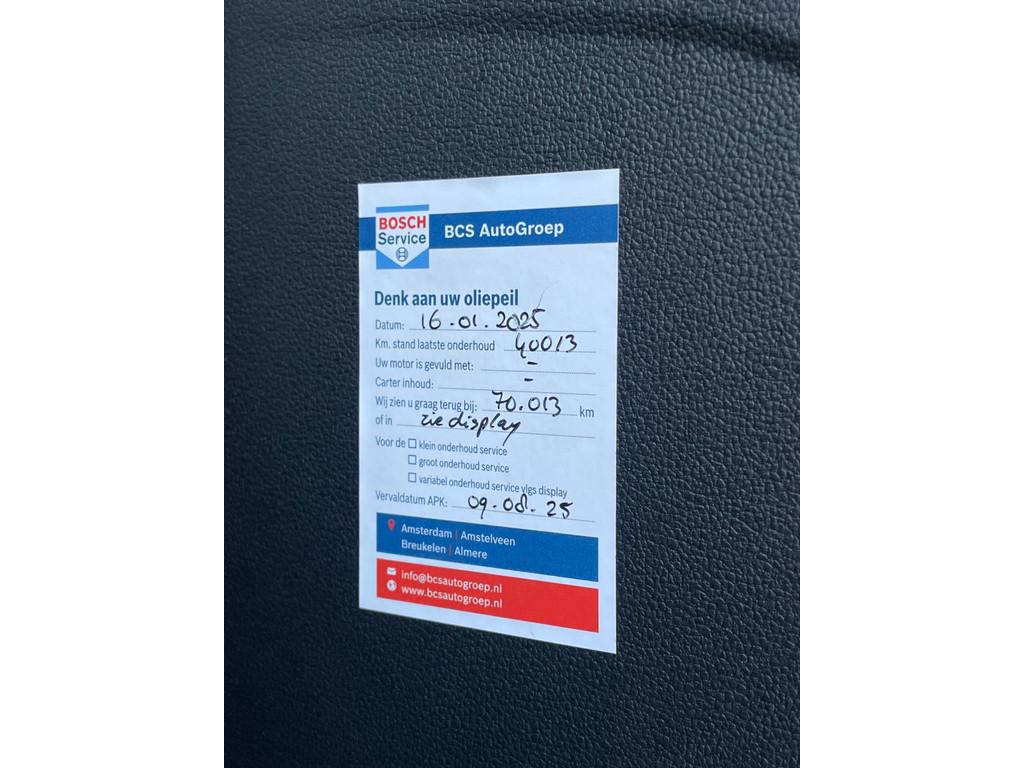 BOSCH
Service
BCS AutoGroep
Denk aan uw oliepeil
Datum: 16.01.2025
Km. stand laatste onderhoud 40013
Uw motor is gevuld met: -
Carter inhoud: -
Wij zien u graag terug bij: 70.013 km
of in zie display
Voor de ☐ klein onderhoud service
☐ groot onderhoud service
☐ variabel onderhoud service vlgs display
Vervaldatum APK: 09.08.25
Amsterdam | Amstelveen
Breukelen | Almere
info@bcsautogroep.nl
www.bcsautogroep.nl